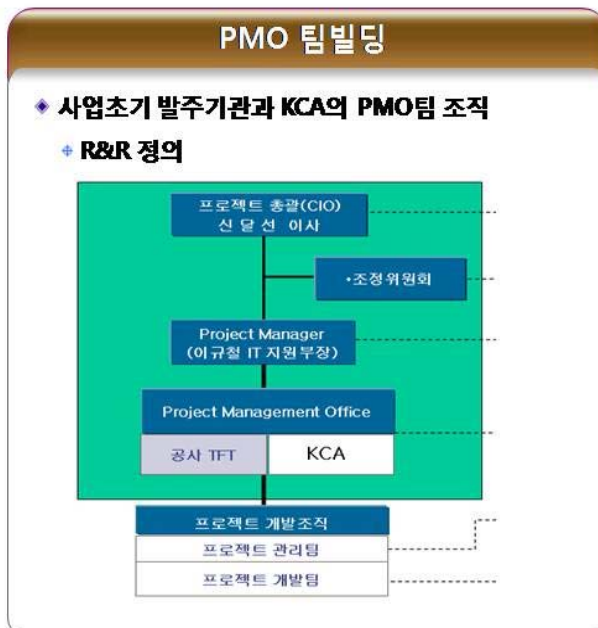 PMO 팀빌딩
사업초기 발주기관과 KCA의 PMO팀 조직
R&R 정의
프로젝트 총괄(CIO)
신 달 선 이사
•조정위원회
Project Manager
(이규철 IT 지원부장)
Project Management Office
공사 TFT
KCA
프로젝트 개발조직
프로젝트 관리팀
프로젝트 개발팀